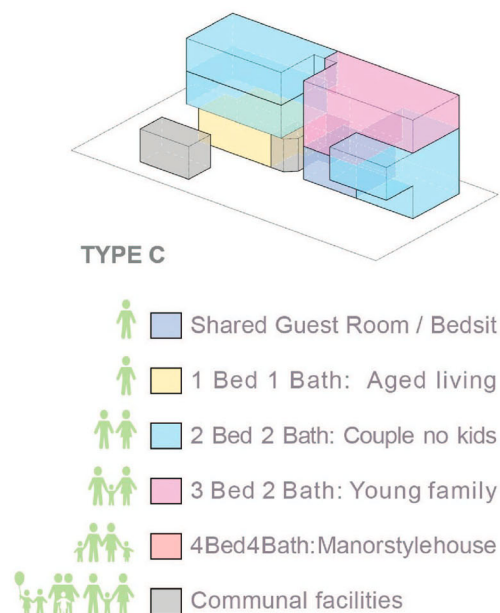 TYPE C
Shared Guest Room / Bedsit
1 Bed 1 Bath: Aged living
2 Bed 2 Bath: Couple no kids
3 Bed 2 Bath: Young family
4Bed4Bath:Manorstylehouse
Communal facilities